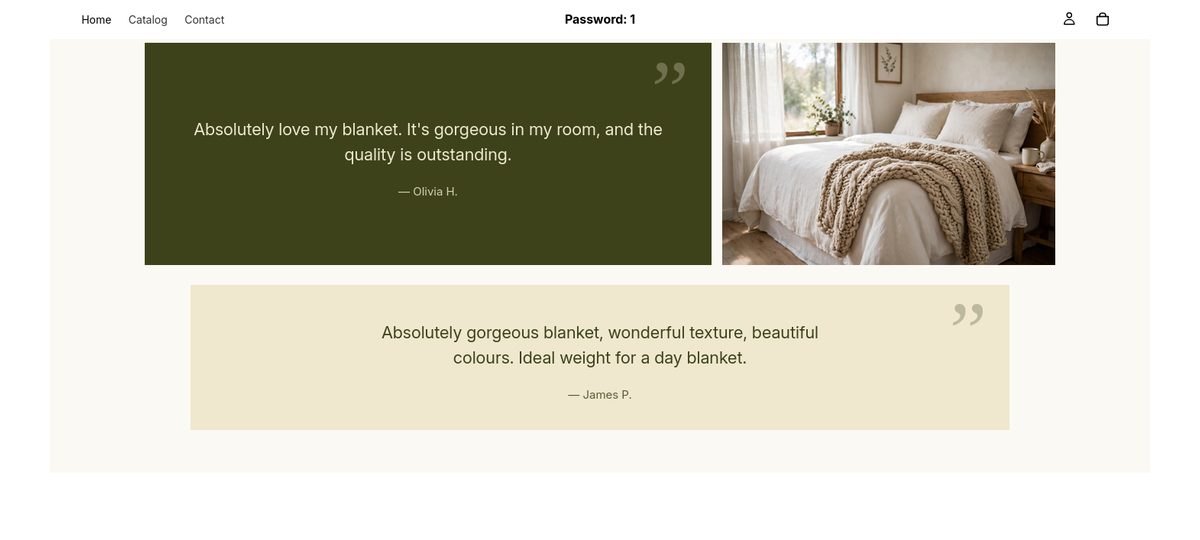 Home Catalog Contact Password: 1
”
Absolutely love my blanket. It's gorgeous in my room, and the
quality is outstanding.
— Olivia H.
”
Absolutely gorgeous blanket, wonderful texture, beautiful
colours. Ideal weight for a day blanket.
— James P.